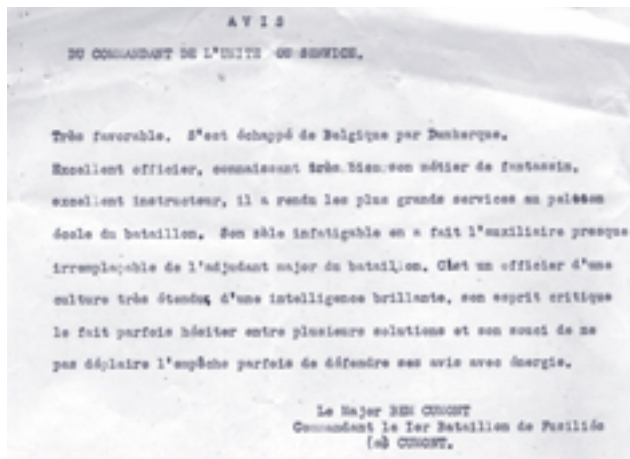 AVIS
DU COMMANDANT DE L'UNITE OU SERVICE.
Très favorable. S'est échappé de Belgique par Dunkerque.
Excellent officier, connaissant très bien son métier de fantassin,
excellent instructeur, il a rendu les plus grands services au peloton
école du bataillon. Son zèle infatigable en a fait l'auxiliaire presque
irremplaçable de l'adjudant major du bataillon. C'est un officier d'une
culture très étendue, d'une intelligence brillante, son esprit critique
le fait parfois hésiter entre plusieurs solutions et son souci de ne
pas déplaire l'empêche parfois de défendre ses avis avec énergie.
Le Major BEM CUMONT
Commandant le 1er Bataillon de Fusiliés
(s) CUMONT.